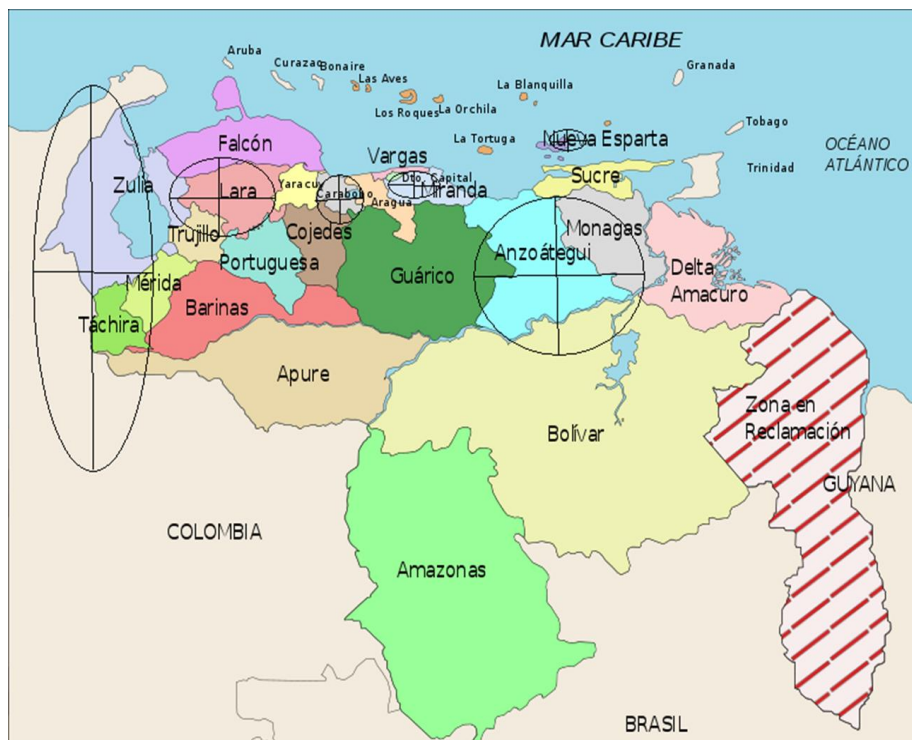 MAR CARIBE
Aruba
Curazao
Bonaire
Las Aves
Los Roques
La Orchila
La Blanquilla
Granada
La Tortuga
Nueva Esparta
Tobago
Trinidad
OCÉANO
ATLÁNTICO
Falcón
Vargas
Dto. Capital
Miranda
Sucre
Zulia
Lara
Yaracuy
Carabobo
Aragua
Trujillo
Cojedes
Monagas
Anzoátegui
Portuguesa
Guárico
Delta
Amacuro
Mérida
Barinas
Táchira
Apure
Bolívar
Zona en
Reclamación
GUYANA
COLOMBIA
Amazonas
BRASIL